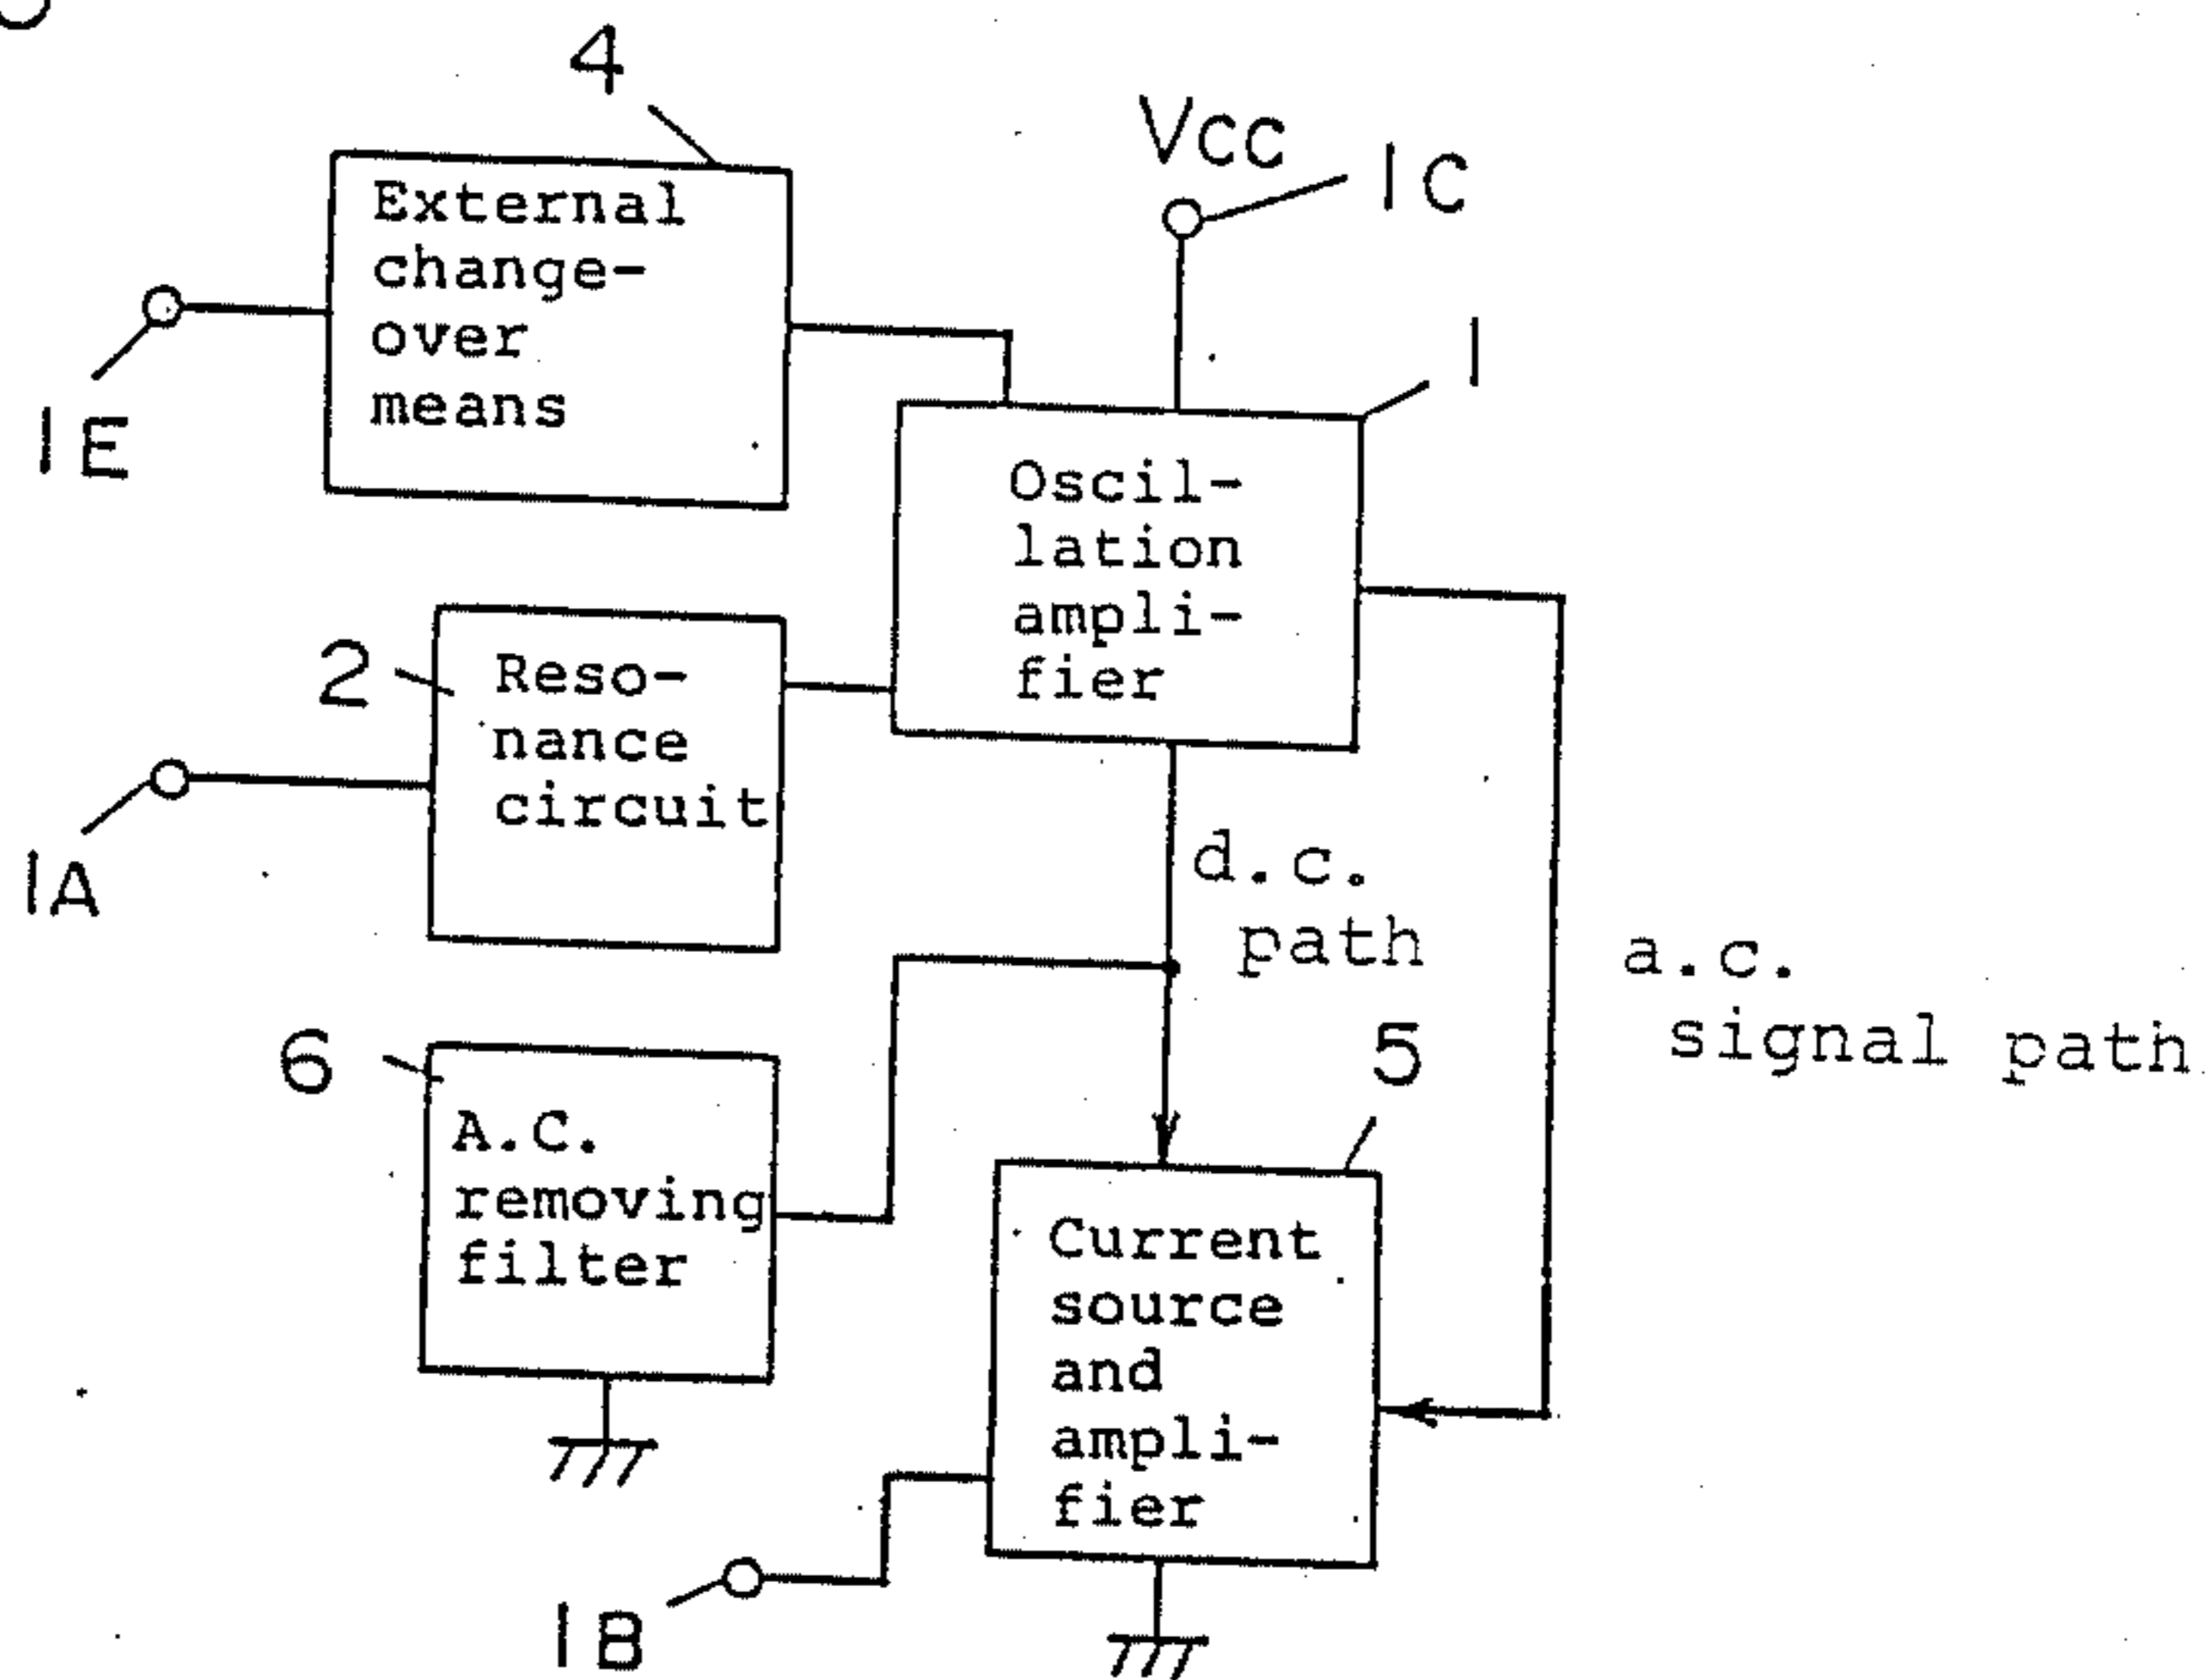 4
External
change-
over
means
1E
Vcc
1C
1
Oscil-
lation
ampli-
fier
2
Reso-
nance
circuit
1A
d.c.
path
a.c.
signal path
6
A.C.
removing
filter
5
Current
source
and
ampli-
fier
1B